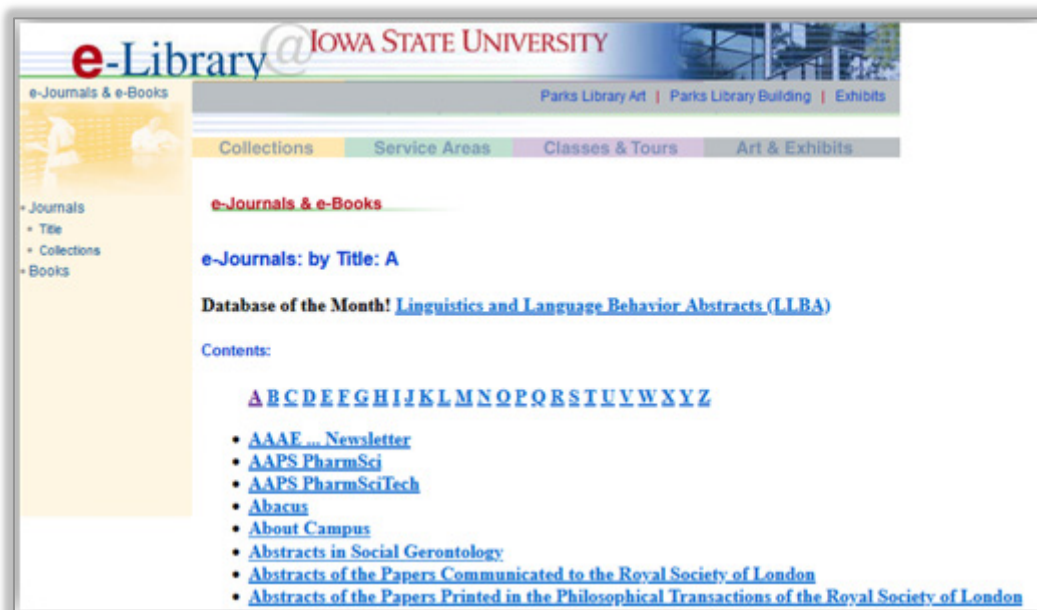 e-Library@
IOWA STATE UNIVERSITY
e-Journals & e-Books
Parks Library Art | Parks Library Building | Exhibits
Collections Service Areas Classes & Tours Art & Exhibits
• Journals
• Title
• Collections
• Books
e-Journals & e-Books
e-Journals: by Title: A
Database of the Month! Linguistics and Language Behavior Abstracts (LLBA)
Contents:
A B C D E F G H I J K L M N O P Q R S T U V W X Y Z
• AAAE ... Newsletter
• AAPS PharmSci
• AAPS PharmSciTech
• Abacus
• About Campus
• Abstracts in Social Gerontology
• Abstracts of the Papers Communicated to the Royal Society of London
• Abstracts of the Papers Printed in the Philosophical Transactions of the Royal Society of London